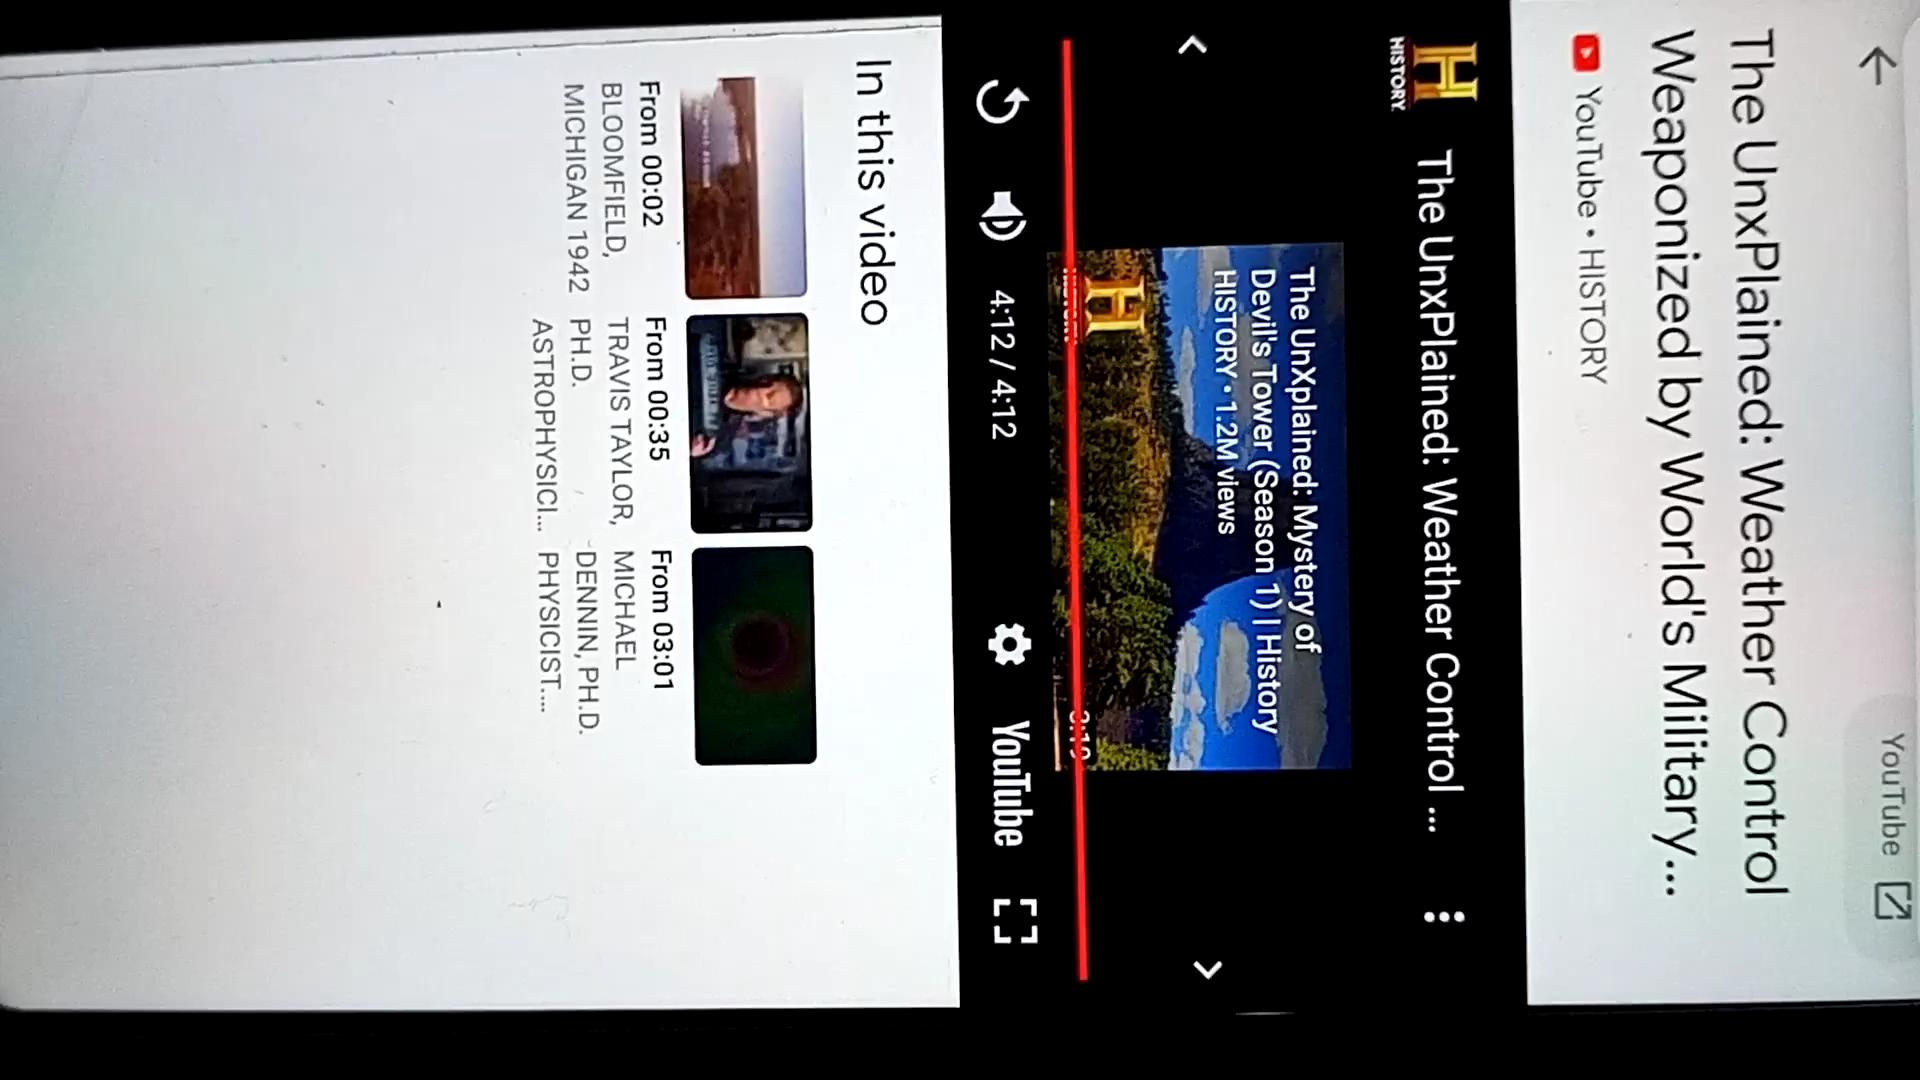 YouTube
The UnxPlained: Weather Control
Weaponized by World's Military...
YouTube • HISTORY
HISTORY.
The UnxPlained: Weather Control ...
The UnXplained: Mystery of
Devil's Tower (Season 1) | History
HISTORY • 1.2M views
HISTORY
3:19
4:12 / 4:12
YouTube
In this video
From 00:02
BLOOMFIELD,
MICHIGAN 1942
From 00:35
TRAVIS TAYLOR,
PH.D.
ASTROPHYSICI...
From 03:01
MICHAEL
DENNIN, PH.D.
PHYSICIST....